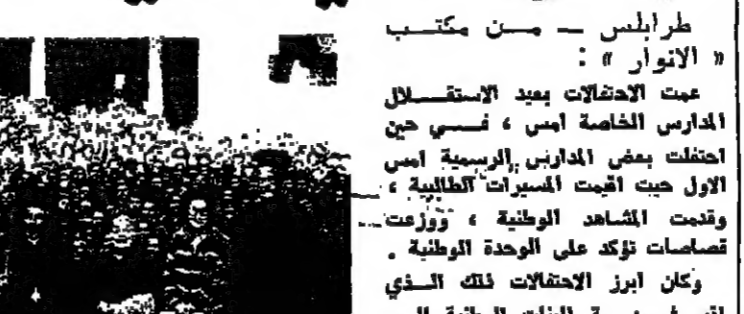 طرابلس — من مكتب
« الانوار » :
عمت الاحتفالات بعيد الاستقلال
المدارس الخاصة امس ، في حين
احتفلت بعض المدارس الرسمية امس
الاول حيث اقيمت المسيرات الطالبية ،
وقدمت المشاهد الوطنية ، ووزعت
قصاصات تؤكد على الوحدة الوطنية .
وكان ابرز الاحتفالات ذلك الذي